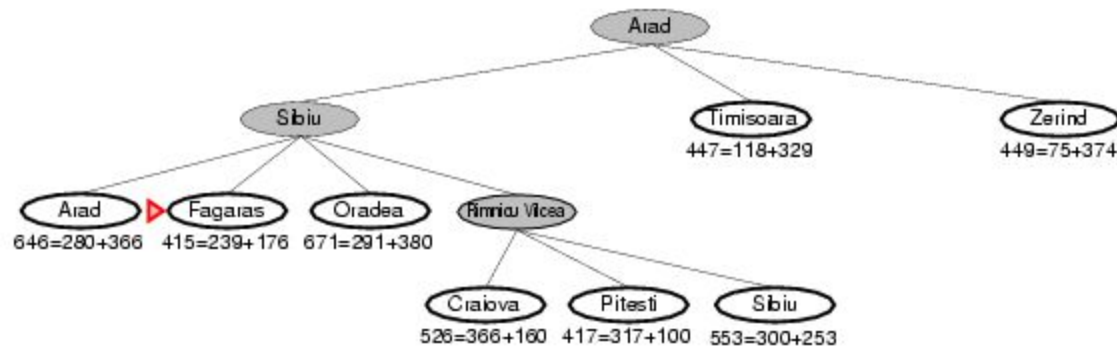 Arad
Sibiu
Timisoara
Zerind
447=118+329
449=75+374
Arad
Fagaras
Oradea
Rimnicu Vilcea
646=280+366
415=239+176
671=291+380
Craiova
Pitesti
Sibiu
526=366+160
417=317+100
553=300+253